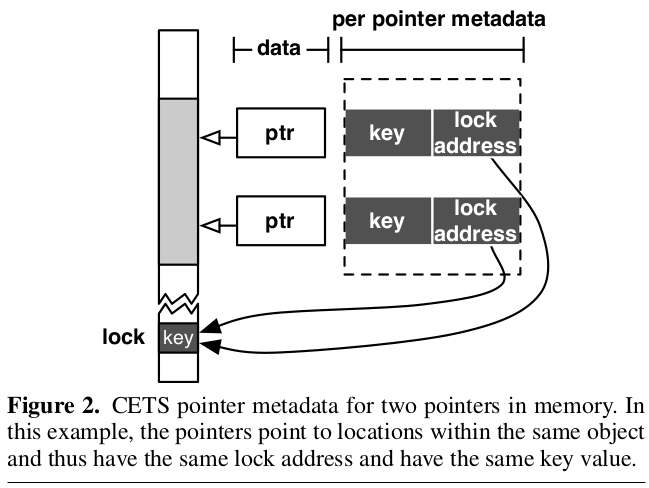 per pointer metadata
data
ptr
key
lock
address
ptr
key
lock
address
lock
key
Figure 2. CETS pointer metadata for two pointers in memory. In
this example, the pointers point to locations within the same object
and thus have the same lock address and have the same key value.